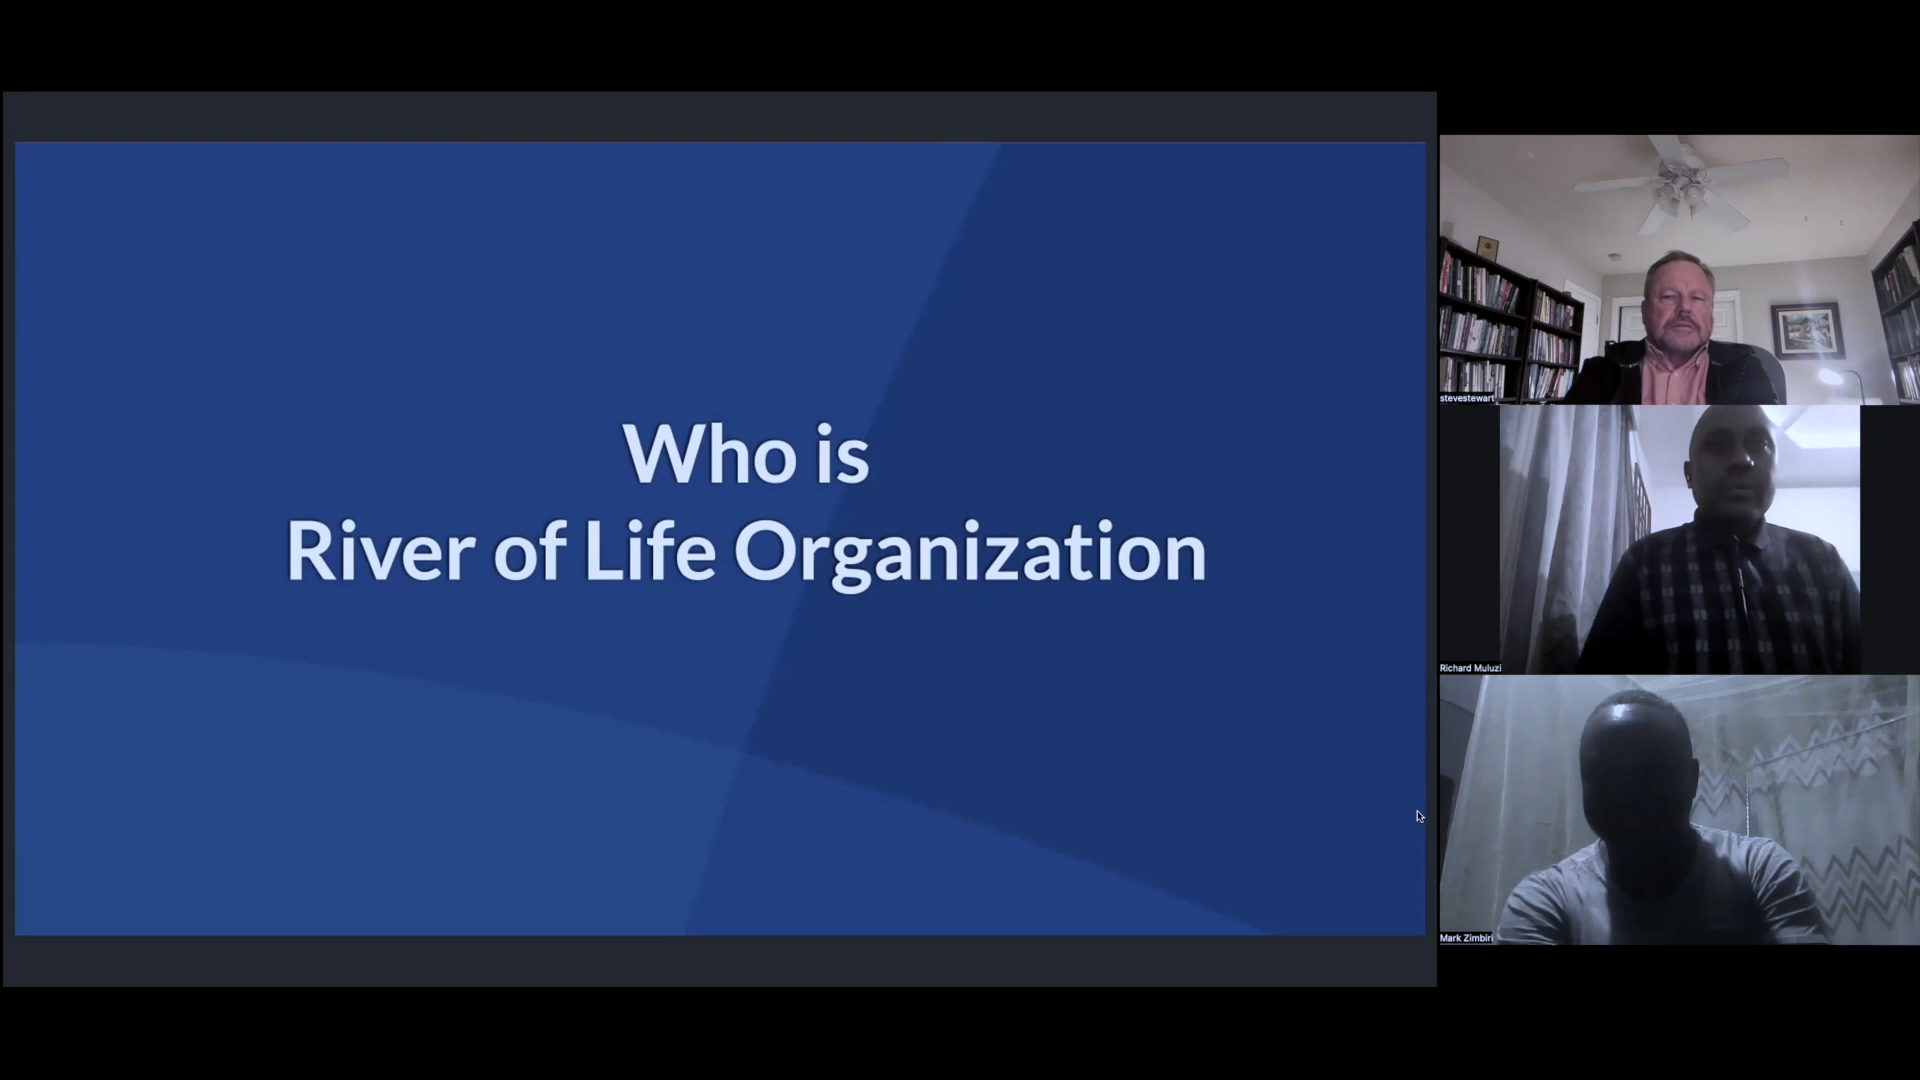 Who is
River of Life Organization
stevestewart
Richard Muluzi
Mark Zimbiri